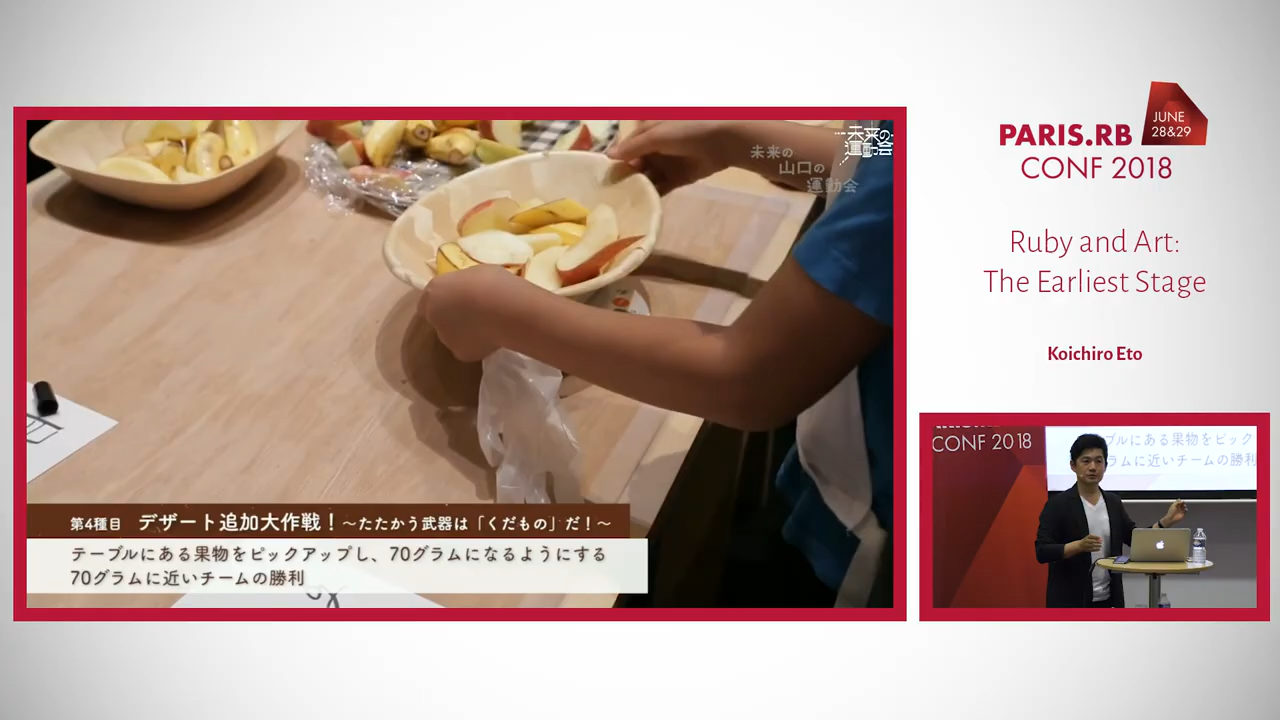 未来の
運動会
未来の
山口の
運動会
第4種目 デザート追加大作戦！～たたかう武器は「くだもの」だ！～
テーブルにある果物をピックアップし、70グラムになるようにする
70グラムに近いチームの勝利
JUNE
28&29
PARIS.RB
CONF 2018
Ruby and Art:
The Earliest Stage
Koichiro Eto
CONF 2018
ブルにある果物をピック
ラムに近いチームの勝利